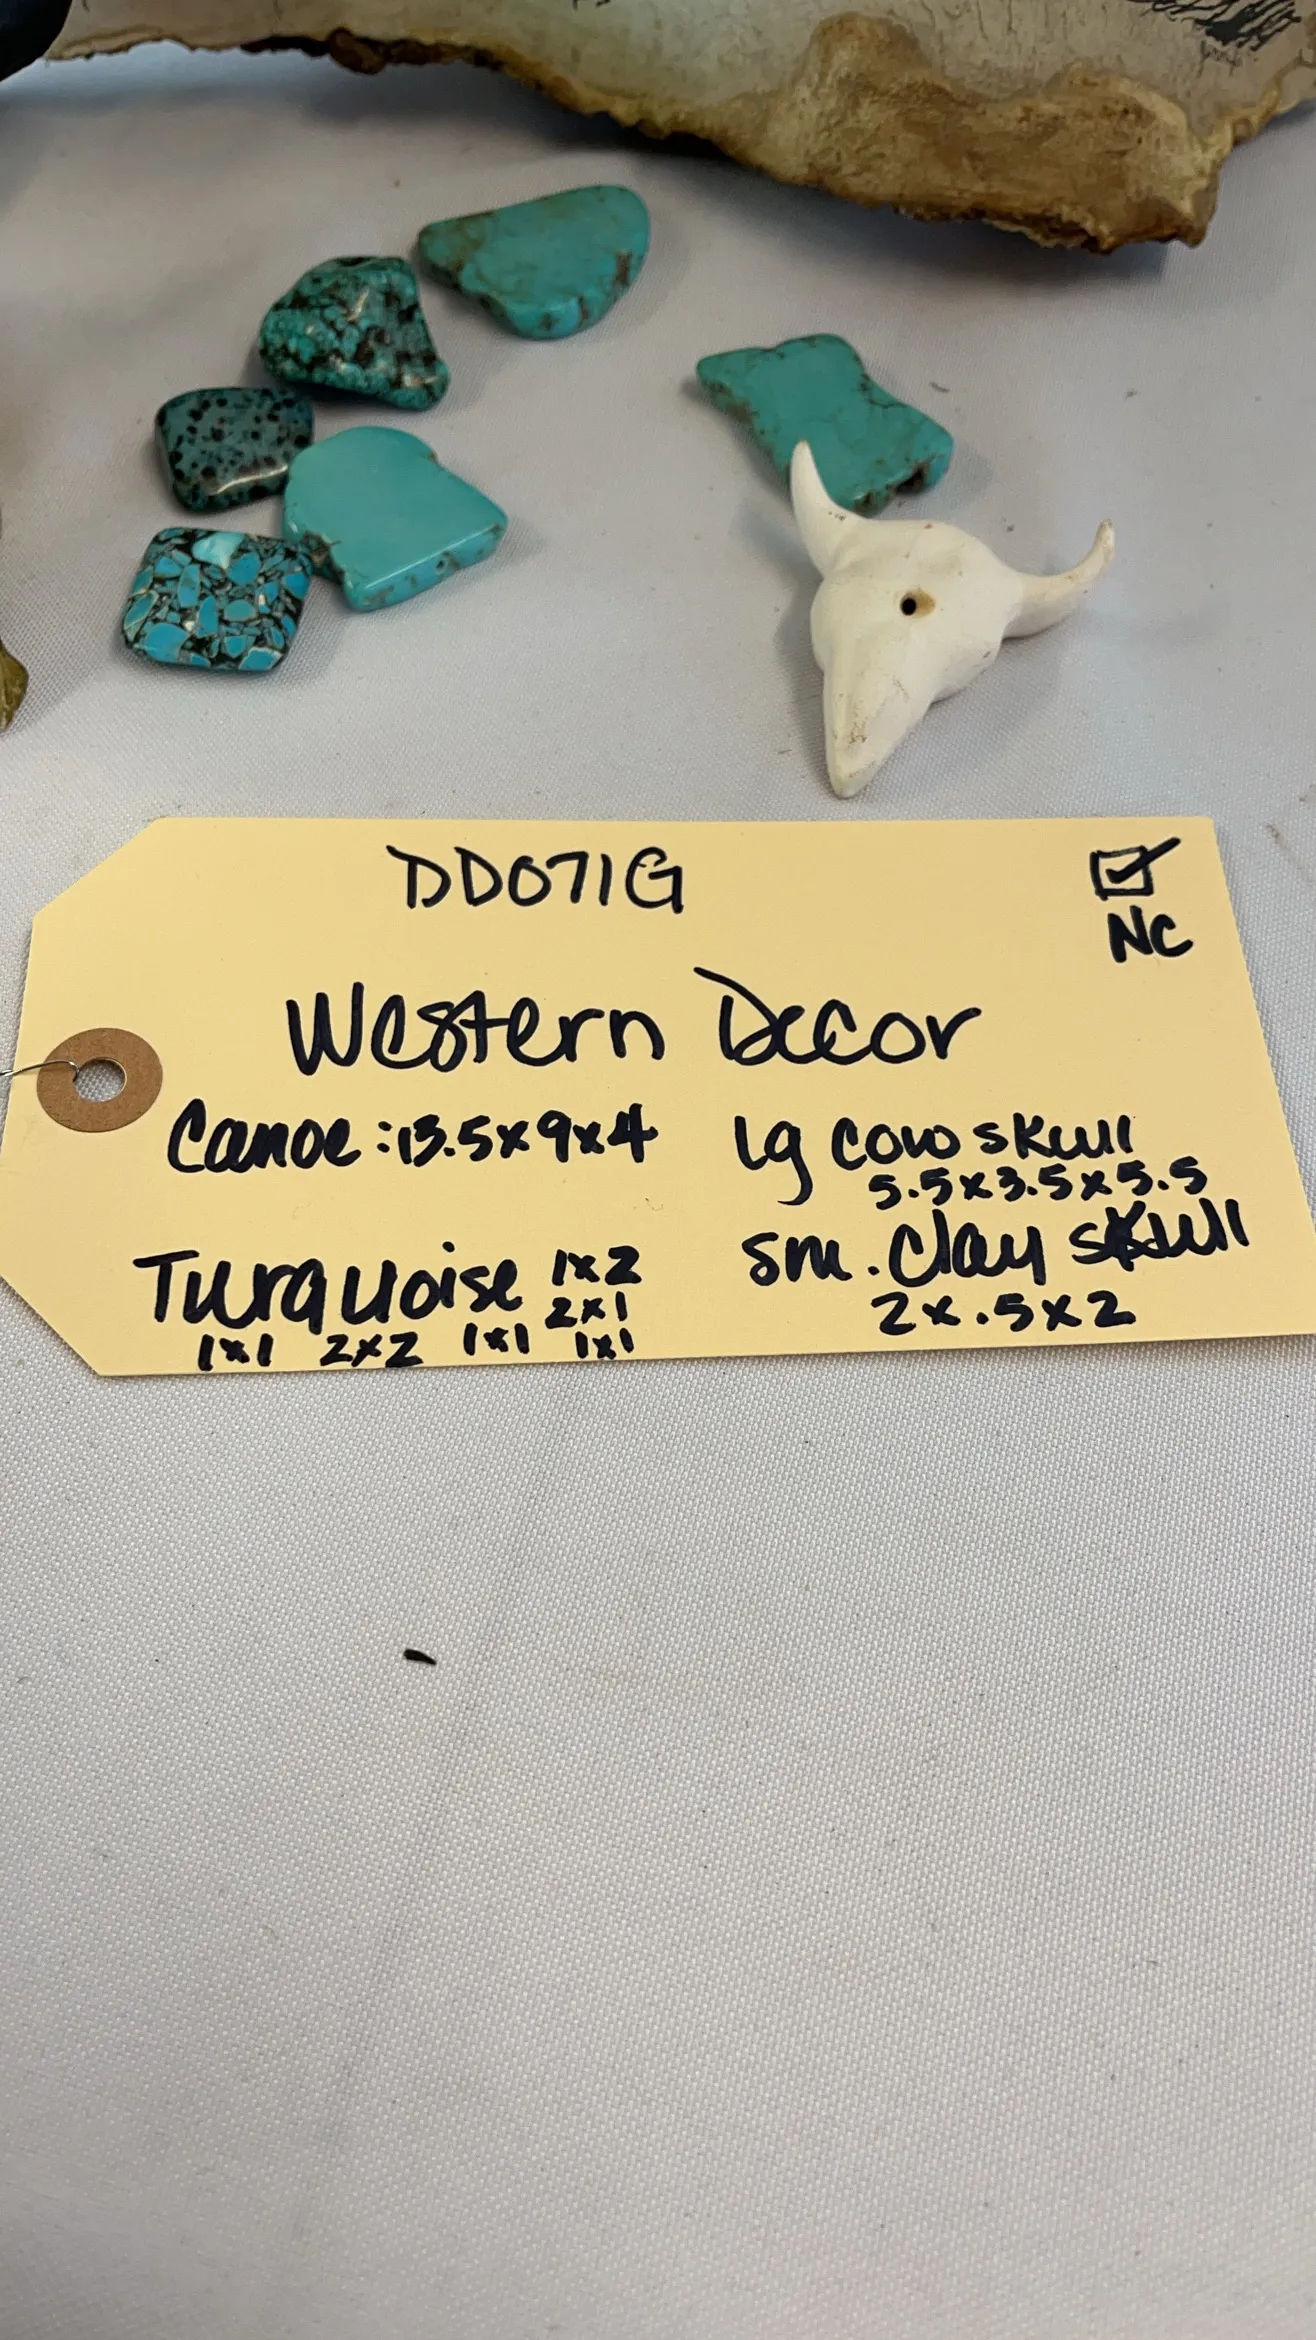 DD071G
NC
Western Decor
Canoe: 13.5x9x4
lg cow skull
5.5x3.5x5.5
Turquoise 1x2
2x1
1x1 2x2 1x1 1x1
sm. clay skull
2x.5x2